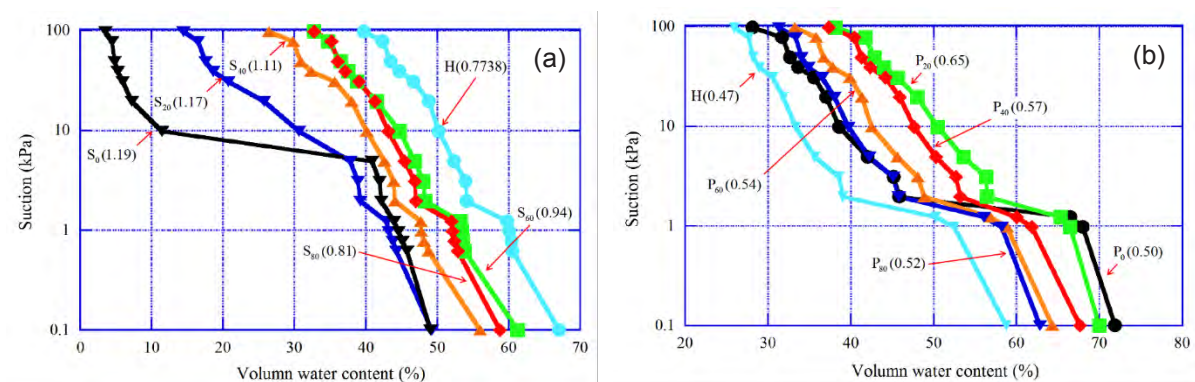 (a)
S40(1.11)
H(0.7738)
S20(1.17)
S0(1.19)
S60(0.94)
S80(0.81)
100
10
1
0.1
Suction (kPa)
0 10 20 30 40 50 60 70
Volumn water content (%)
(b)
P20(0.65)
H(0.47)
P40(0.57)
P60(0.54)
P80(0.52)
P0(0.50)
100
10
1
0.1
Suction (kPa)
20 30 40 50 60 70 80
Volumn water content (%)